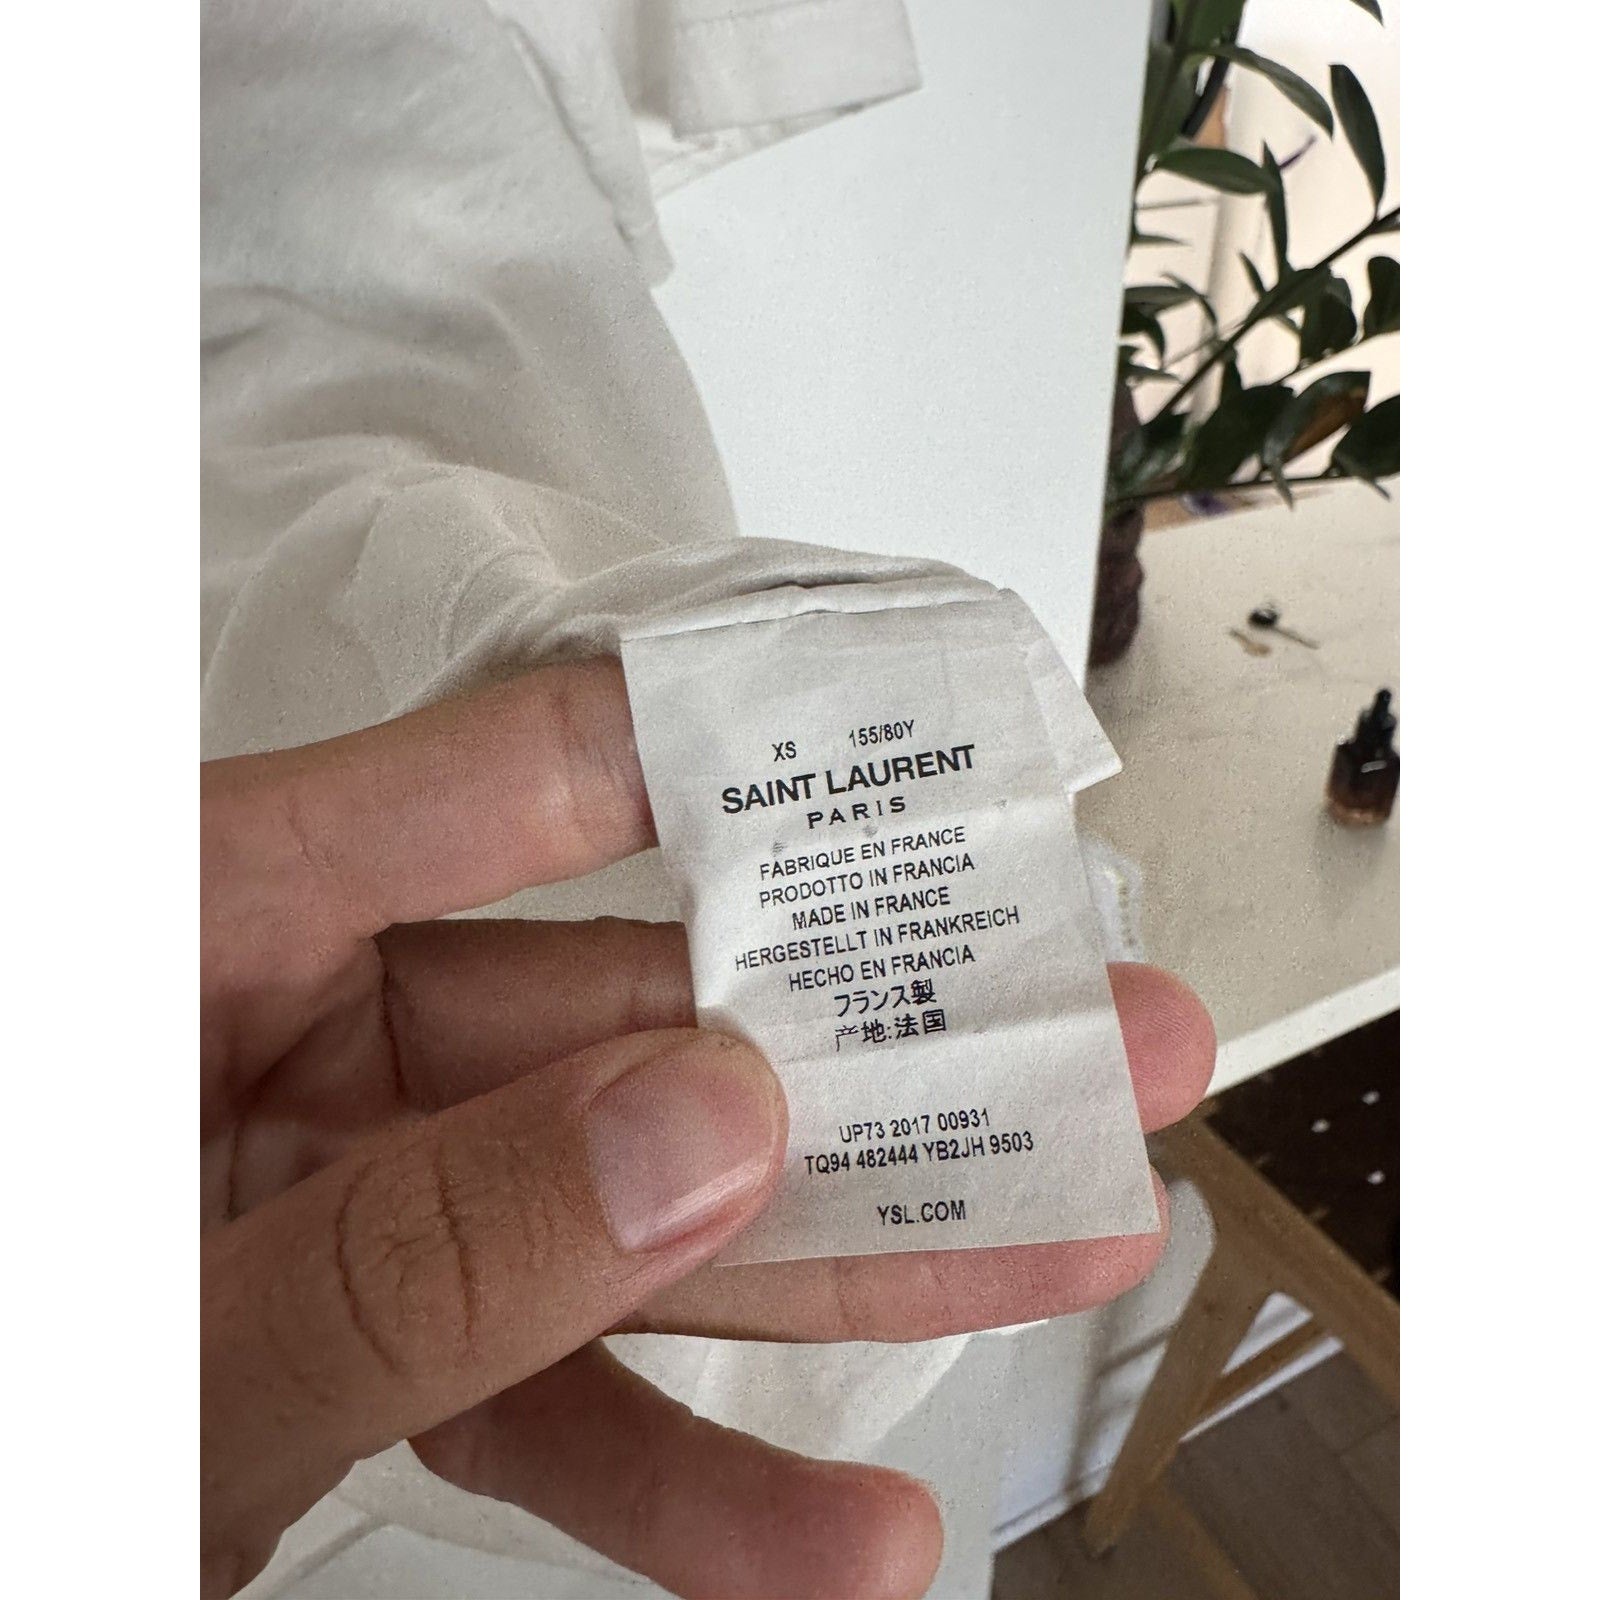 XS 155/80Y
SAINT LAURENT
PARIS
FABRIQUE EN FRANCE
PRODOTTO IN FRANCIA
MADE IN FRANCE
HERGESTELLT IN FRANKREICH
HECHO EN FRANCIA
フランス製
产地:法国
UP73 2017 00931
TQ94 482444 YB2JH 9503
YSL.COM